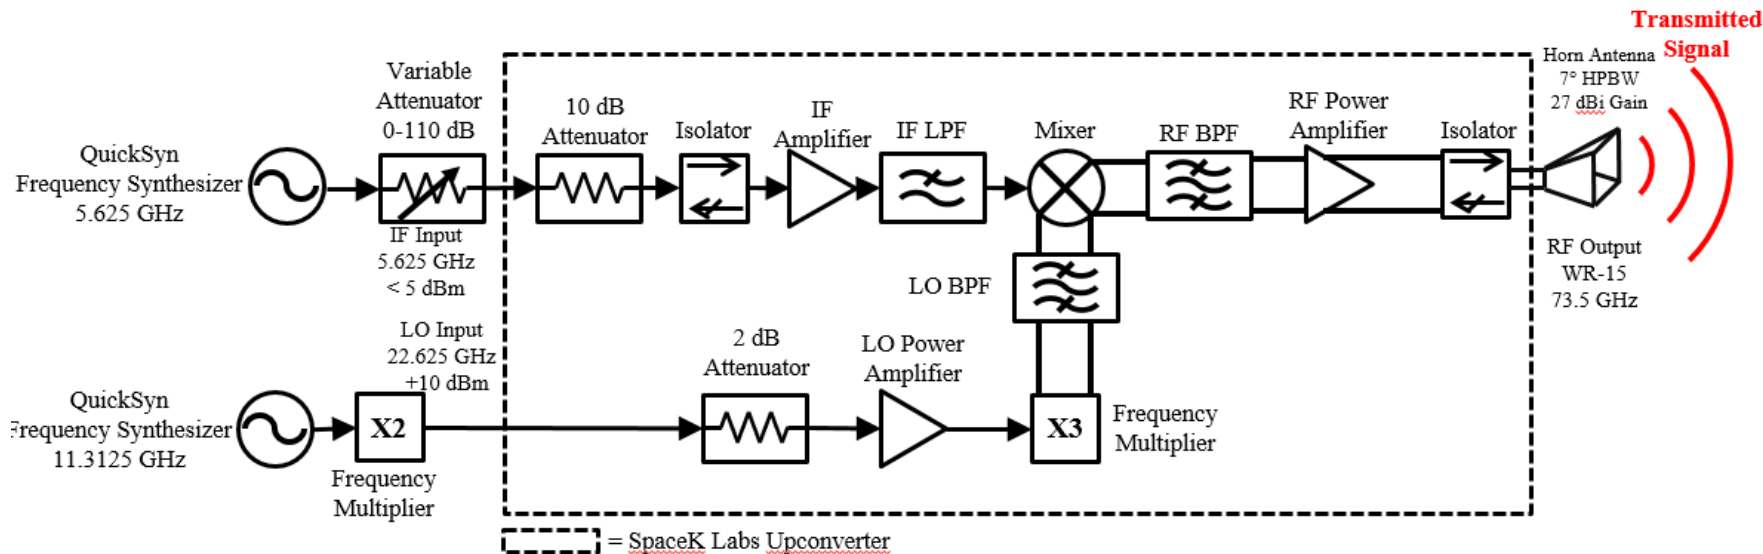 Transmitted
Signal
Horn Antenna
7° HPBW
27 dBi Gain
Variable
Attenuator
0-110 dB
10 dB
Attenuator
Isolator
IF
Amplifier
IF LPF
Mixer
RF BPF
RF Power
Amplifier
Isolator
QuickSyn
Frequency Synthesizer
5.625 GHz
IF Input
5.625 GHz
< 5 dBm
LO BPF
RF Output
WR-15
73.5 GHz
LO Input
22.625 GHz
+10 dBm
2 dB
Attenuator
LO Power
Amplifier
QuickSyn
Frequency Synthesizer
11.3125 GHz
X2
X3
Frequency
Multiplier
Frequency
Multiplier
= SpaceK Labs Upconverter